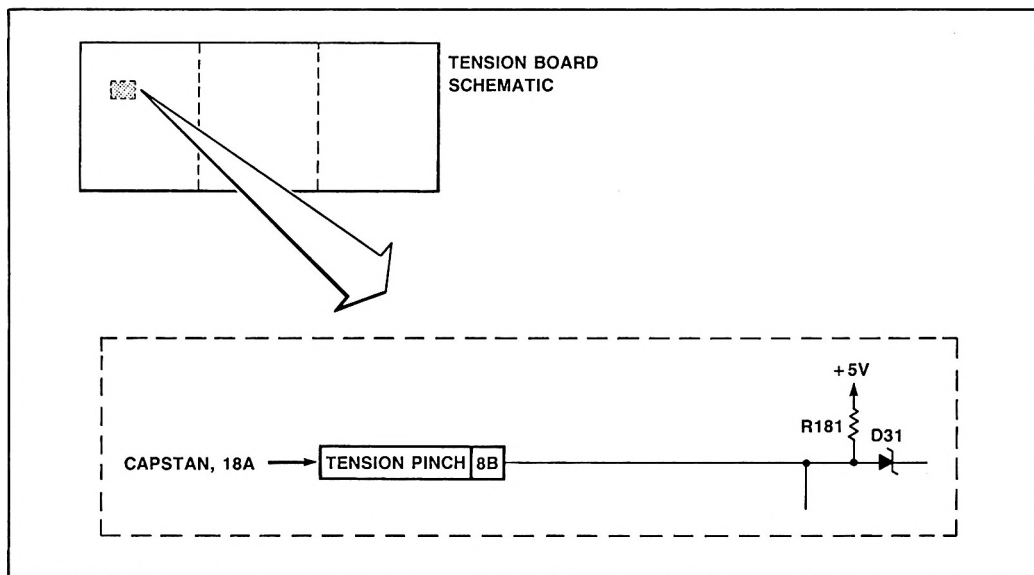 TENSION BOARD
SCHEMATIC
+5V
R181
D31
CAPSTAN, 18A
TENSION PINCH 8B